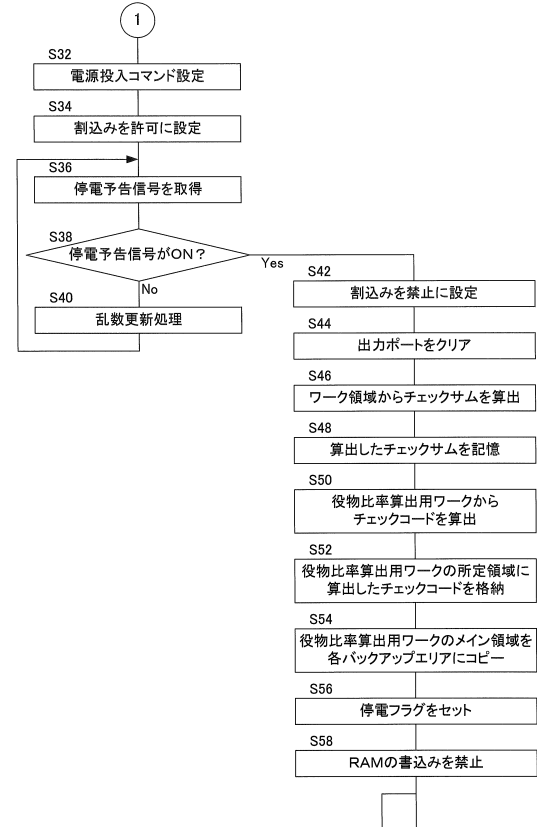 1
S32
電源投入コマンド設定
S34
割込みを許可に設定
S36
停電予告信号を取得
S38
停電予告信号がON？
Yes
No
S40
乱数更新処理
S42
割込みを禁止に設定
S44
出力ポートをクリア
S46
ワーク領域からチェックサムを算出
S48
算出したチェックサムを記憶
S50
役物比率算出用ワークから
チェックコードを算出
S52
役物比率算出用ワークの所定領域に
算出したチェックコードを格納
S54
役物比率算出用ワークのメイン領域を
各バックアップエリアにコピー
S56
停電フラグをセット
S58
RAMの書込みを禁止